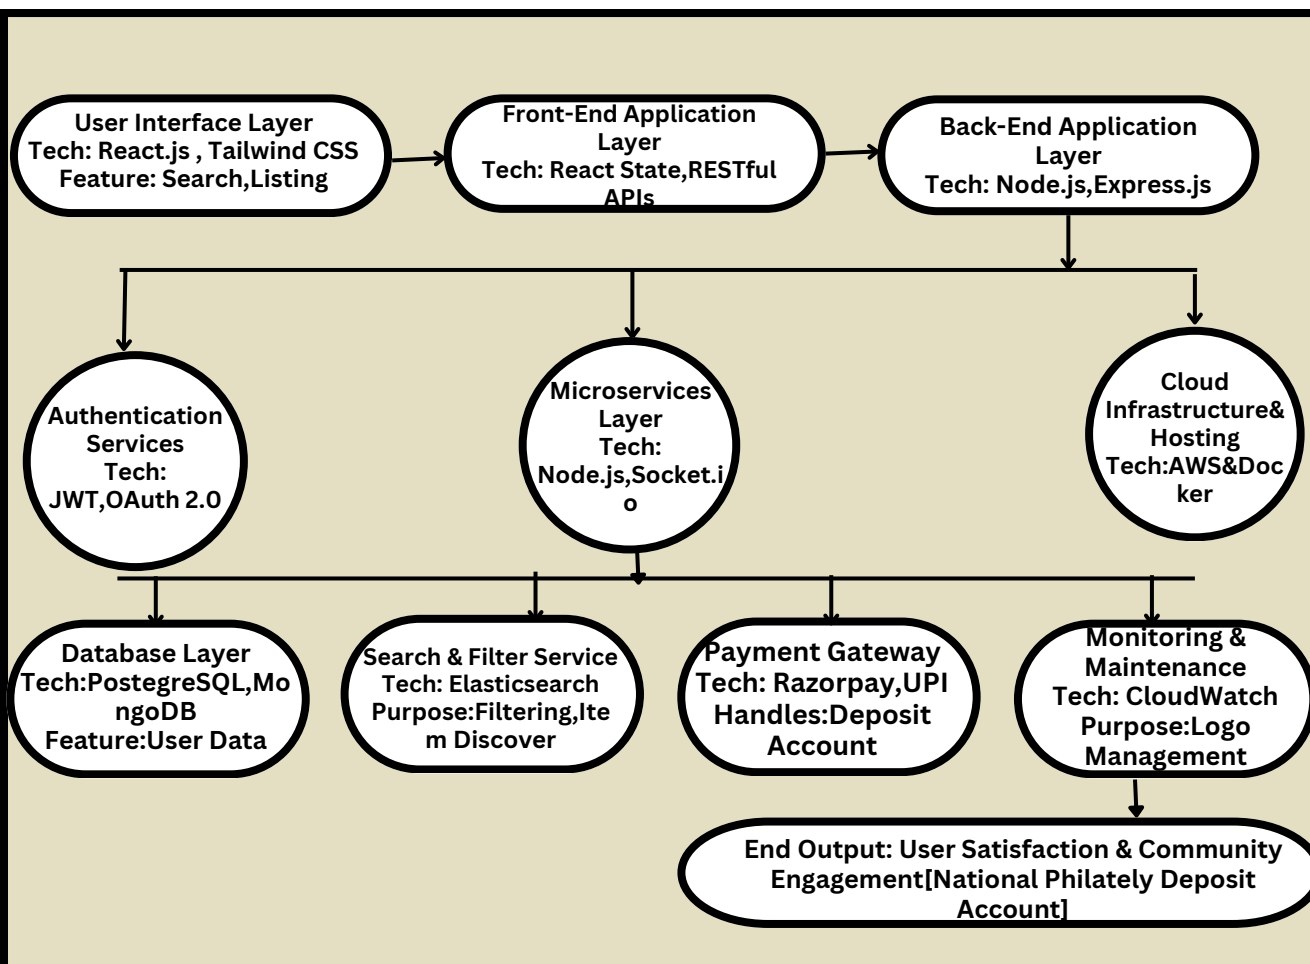 User Interface Layer
Tech: React.js , Tailwind CSS
Feature: Search,Listing
Front-End Application
Layer
Tech: React State,RESTful
APIs
Back-End Application
Layer
Tech: Node.js,Express.js
Authentication
Services
Tech:
JWT,OAuth 2.0
Microservices
Layer
Tech:
Node.js,Socket.i
o
Cloud
Infrastructure&
Hosting
Tech:AWS&Doc
ker
Database Layer
Tech:PostegreSQL,Mo
ngoDB
Feature:User Data
Search & Filter Service
Tech: Elasticsearch
Purpose:Filtering,Ite
m Discover
Payment Gateway
Tech: Razorpay,UPI
Handles:Deposit
Account
Monitoring &
Maintenance
Tech: CloudWatch
Purpose:Logo
Management
End Output: User Satisfaction & Community
Engagement[National Philately Deposit
Account]